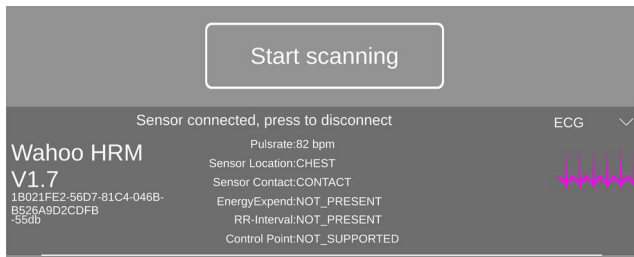 Start scanning
Sensor connected, press to disconnect
ECG
Wahoo HRM
V1.7
1B021FE2-56D7-81C4-046B-
B526A9D2CDFB
-55db
Pulsrate:82 bpm
Sensor Location:CHEST
Sensor Contact:CONTACT
EnergyExpend:NOT_PRESENT
RR-Interval:NOT_PRESENT
Control Point:NOT_SUPPORTED